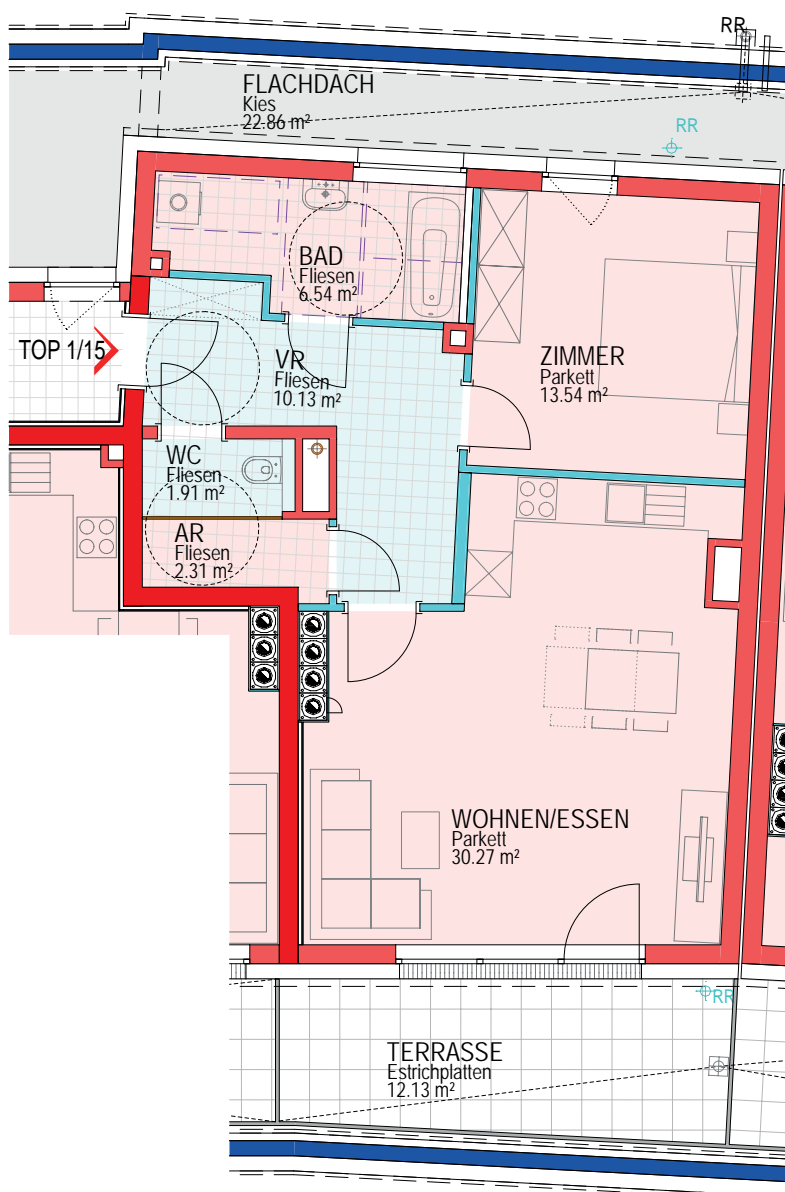 RR
FLACHDACH
Kies
22.86 m²
RR
BAD
Fliesen
6.54 m²
TOP 1/15
VR
Fliesen
10.13 m²
ZIMMER
Parkett
13.54 m²
WC
Fliesen
1.91 m²
AR
Fliesen
2.31 m²
WOHNEN/ESSEN
Parkett
30.27 m²
RR
TERRASSE
Estrichplatten
12.13 m²